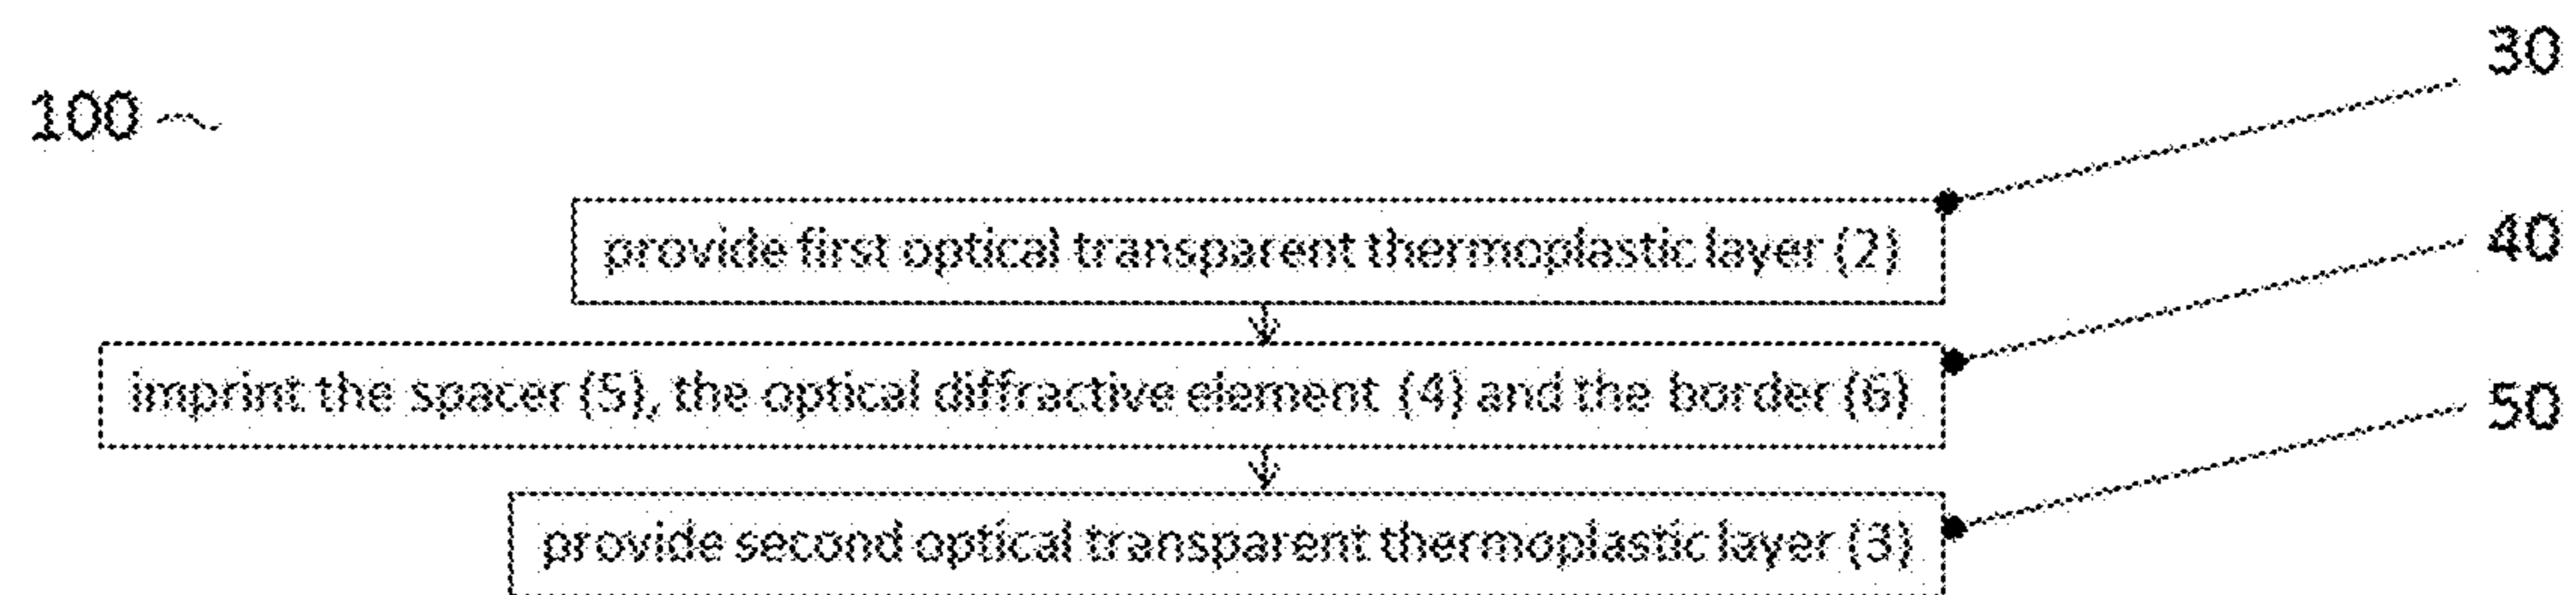 30
100
provide first optical transparent thermoplastic layer (2)
40
imprint the spacer (5), the optical diffractive element (4) and the border (6)
50
provide second optical transparent thermoplastic layer (3)